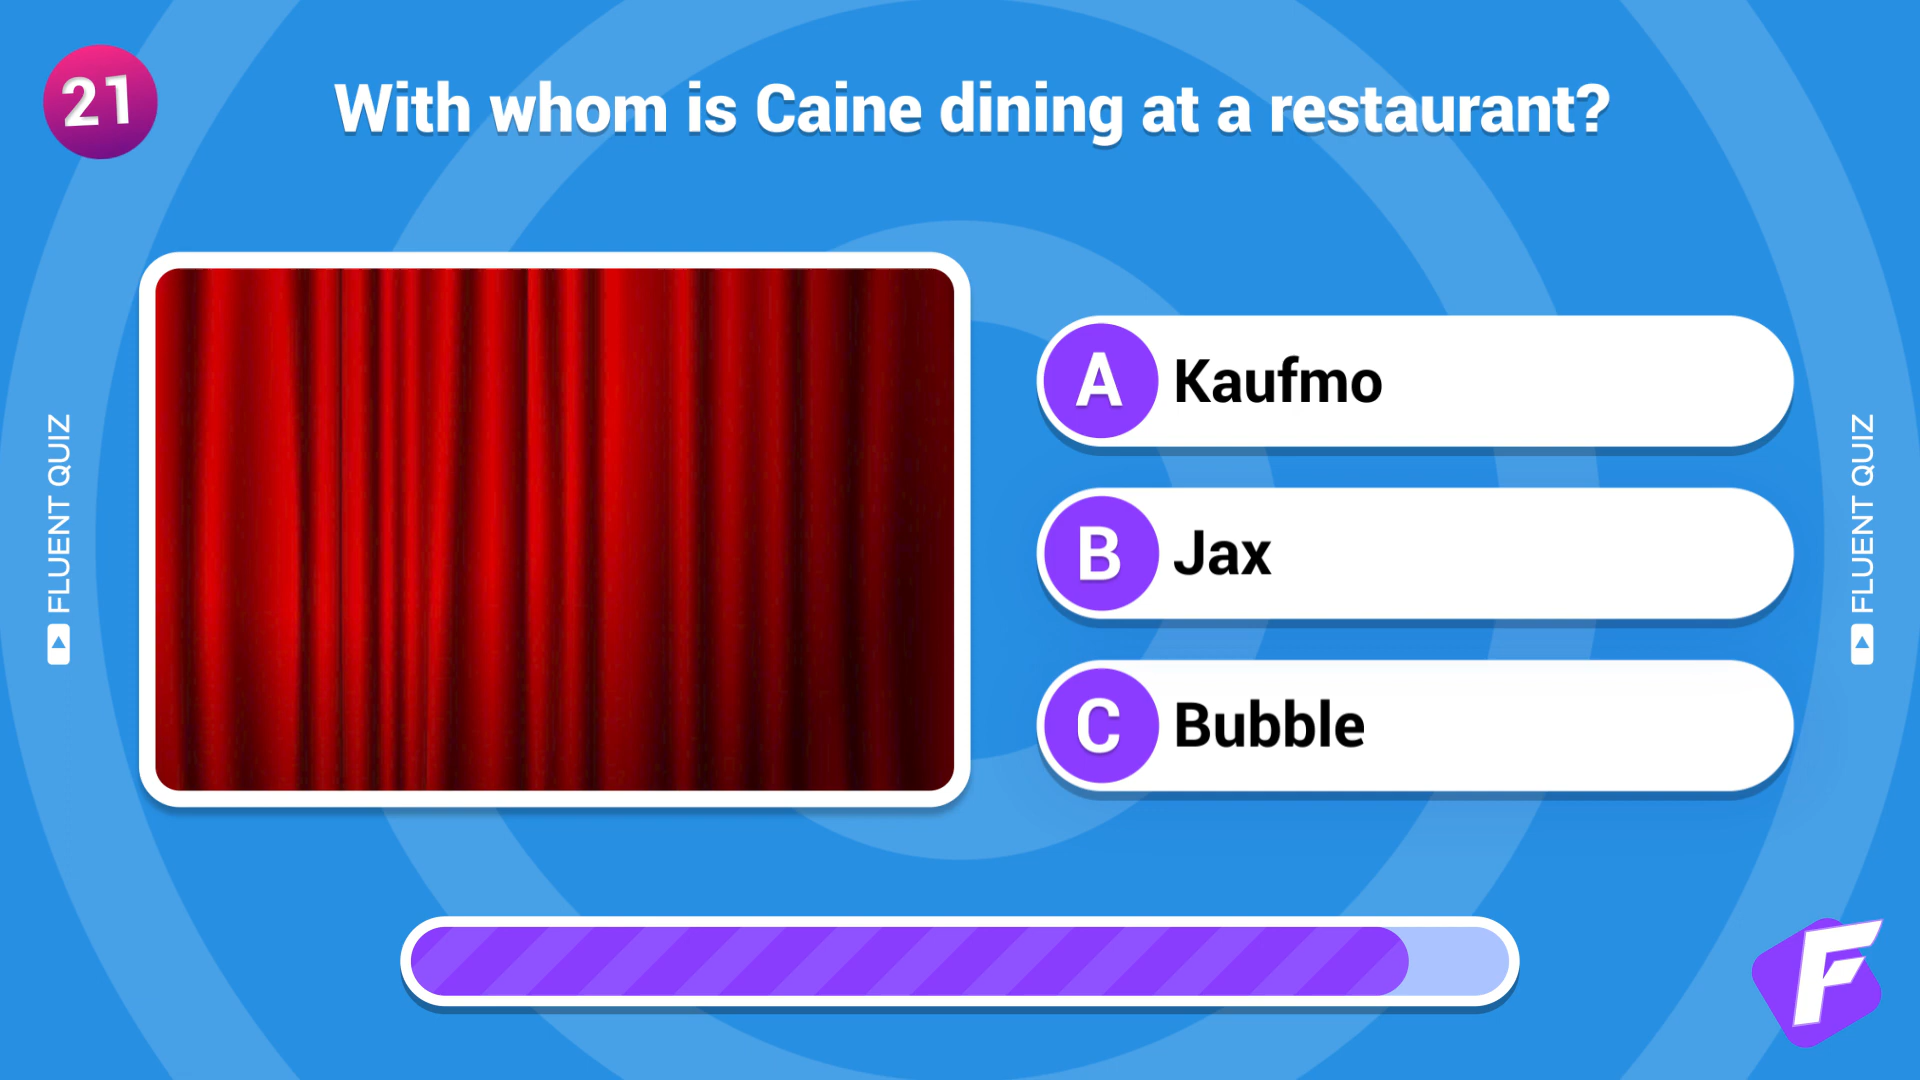 21
With whom is Caine dining at a restaurant?
A Kaufmo
B Jax
C Bubble
FLUENT QUIZ
FLUENT QUIZ
F